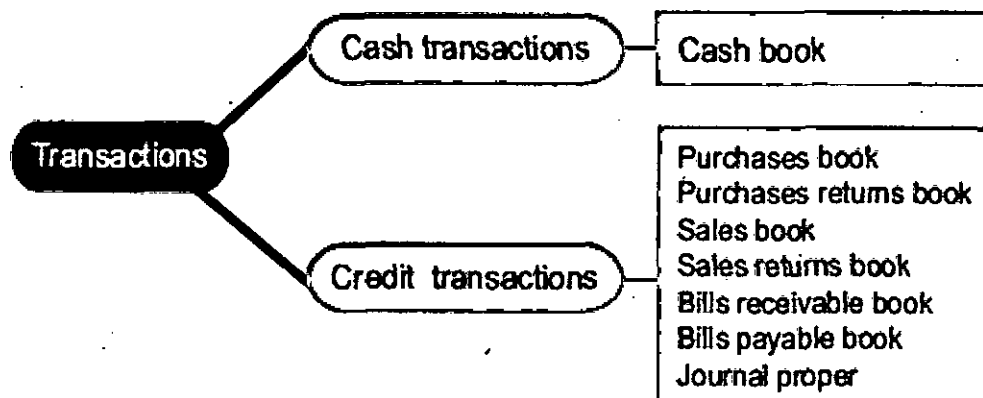 Cash transactions
Cash book
Transactions
Purchases book
Purchases returns book
Sales book
Credit transactions
Sales returns book
Bills receivable book
Bills payable book
Journal proper